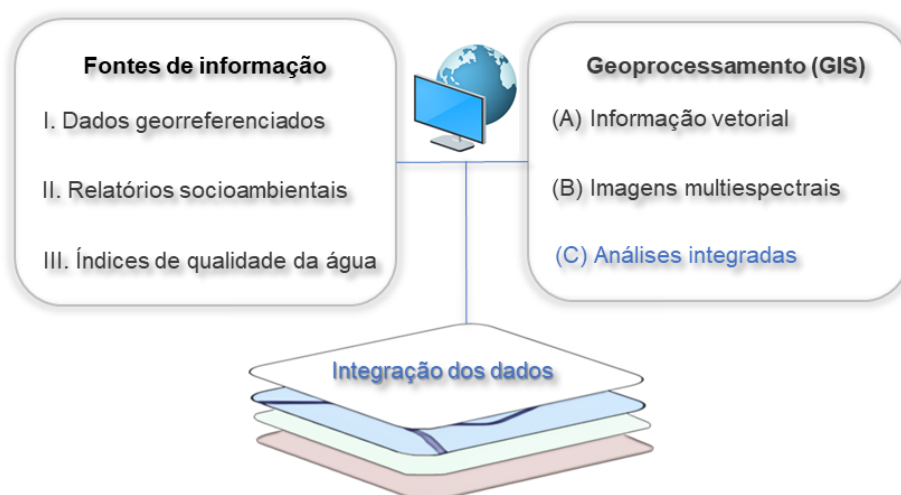 Fontes de informação
I. Dados georreferenciados
II. Relatórios socioambientais
III. Índices de qualidade da água
Geoprocessamento (GIS)
(A) Informação vetorial
(B) Imagens multiespectrais
(C) Análises integradas
Integração dos dados